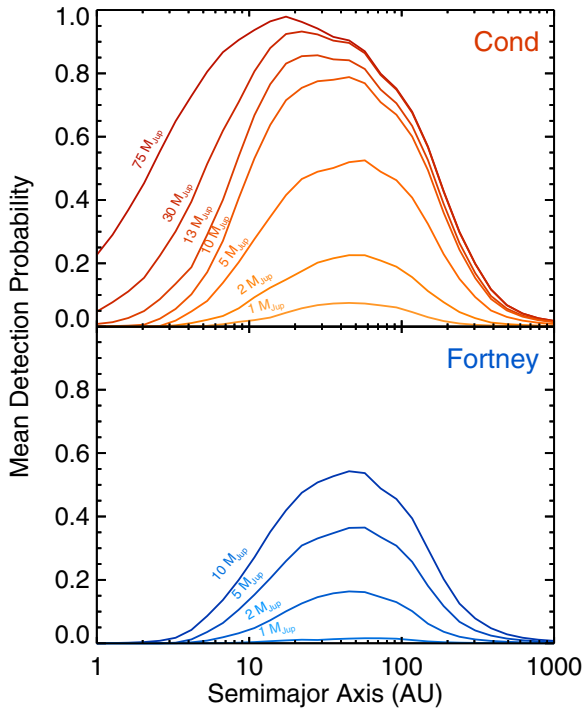 Mean Detection Probability
1.0
0.8
0.6
0.4
0.2
0.0
Cond
75 MJup
30 MJup
13 MJup
10 MJup
5 MJup
2 MJup
1 MJup
0.8
0.6
0.4
0.2
0.0
Fortney
10 MJup
5 MJup
2 MJup
1 MJup
1 10 100 1000
Semimajor Axis (AU)